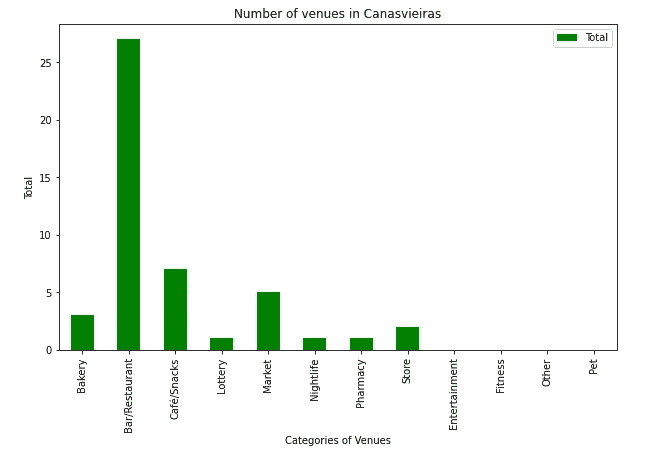 Number of venues in Canasvieiras
Total
25
20
15
10
5
0
Total
Bakery
Bar/Restaurant
Café/Snacks
Lottery
Market
Nightlife
Pharmacy
Store
Entertainment
Fitness
Other
Pet
Categories of Venues